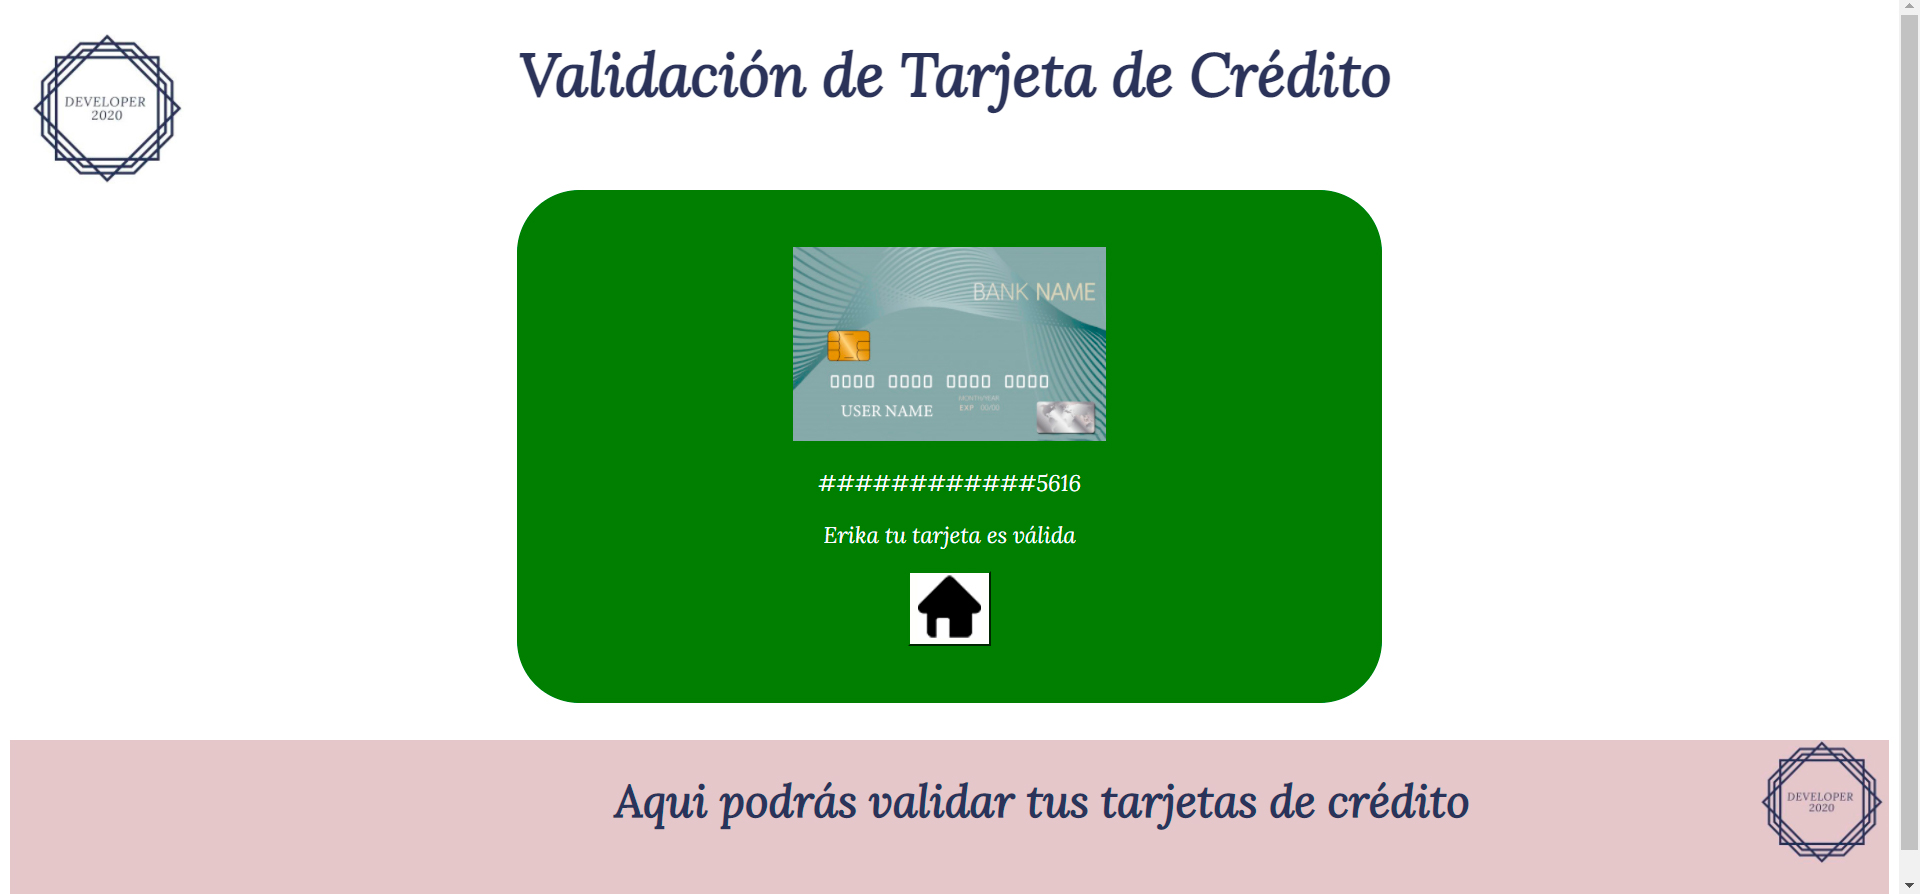 DEVELOPER
2020
Validación de Tarjeta de Crédito
BANK NAME
0000 0000 0000 0000
MONTH/YEAR
EXP 00/00
USER NAME
############5616
Erika tu tarjeta es válida
Aqui podrás validar tus tarjetas de crédito
DEVELOPER
2020